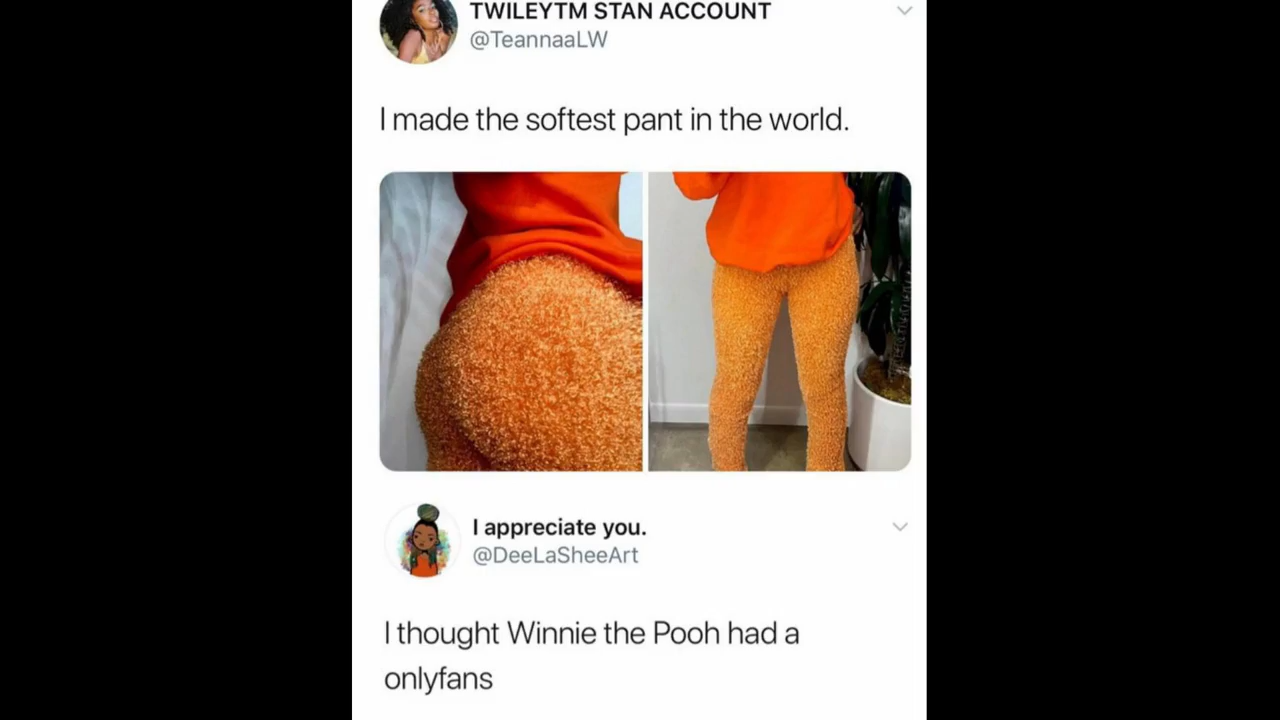 TWILEYTM STAN ACCOUNT
@TeannaaLW
I made the softest pant in the world.
I appreciate you.
@DeeLaSheeArt
I thought Winnie the Pooh had a
onlyfans